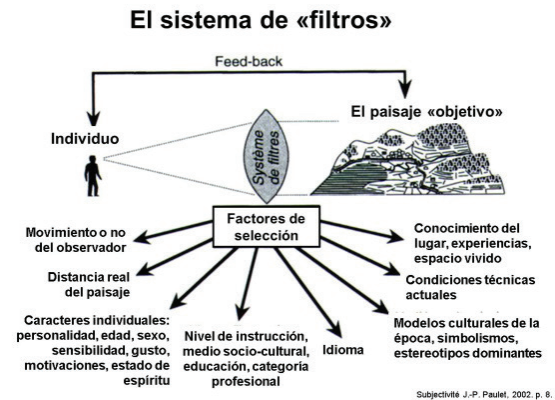 El sistema de «filtros»
Feed-back
Individuo
El paisaje «objetivo»
Système
de filtres
Factores de
selección
Movimiento o no
del observador
Distancia real
del paisaje
Caracteres individuales:
personalidad, edad, sexo,
sensibilidad, gusto,
motivaciones, estado de
espíritu
Nivel de instrucción,
medio socio-cultural,
educación, categoría
profesional
Idioma
Conocimiento del
lugar, experiencias,
espacio vivido
Condiciones técnicas
actuales
Modelos culturales de la
época, simbolismos,
estereotipos dominantes
Subjectivité J.-P. Paulet, 2002. p. 8.